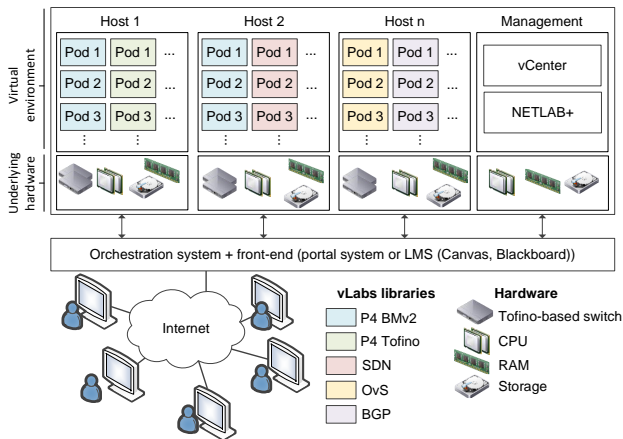 Host 1
Host 2
Host n
Management
Virtual environment
Pod 1 Pod 1 ...
Pod 2 Pod 2 ...
Pod 3 Pod 3 ...
Pod 1 Pod 1 ...
Pod 2 Pod 2 ...
Pod 3 Pod 3 ...
Pod 1 Pod 1 ...
Pod 2 Pod 2 ...
Pod 3 Pod 3 ...
vCenter
NETLAB+
Underlying hardware
Orchestration system + front-end (portal system or LMS (Canvas, Blackboard))
Internet
vLabs libraries
P4 BMv2
P4 Tofino
SDN
OvS
BGP
Hardware
Tofino-based switch
CPU
RAM
Storage